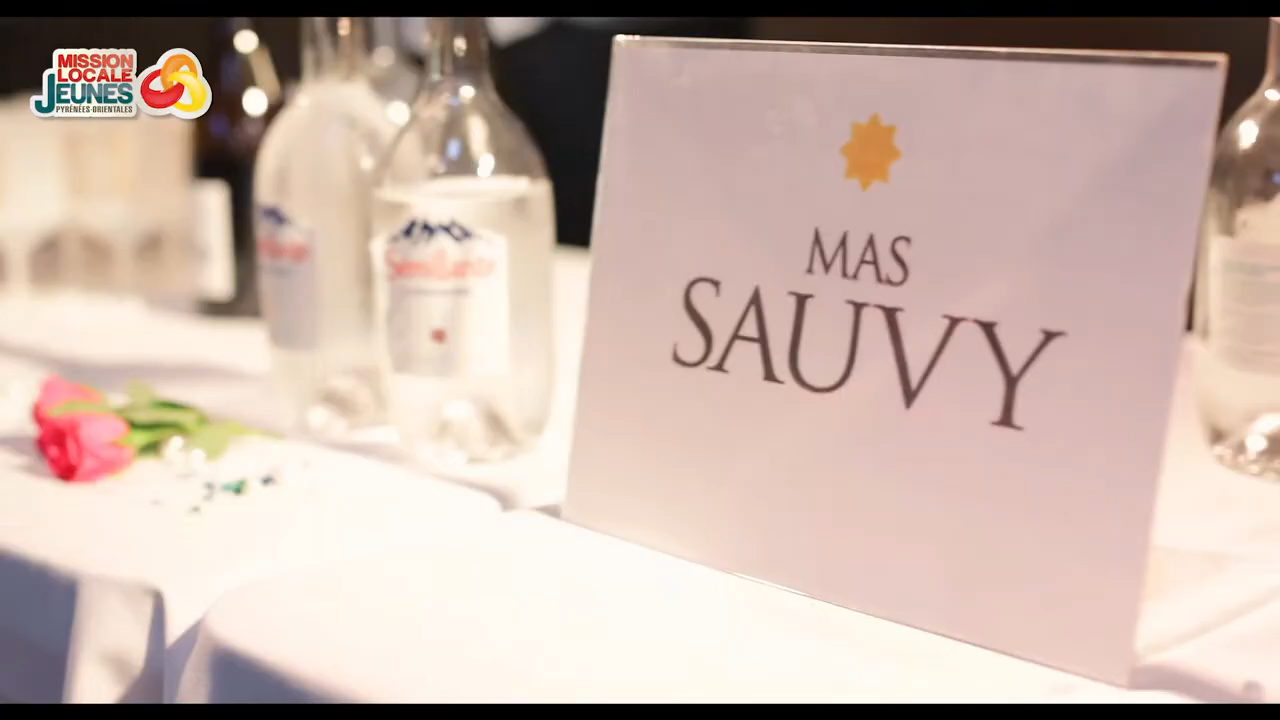 MISSION
LOCALE
JEUNES
PYRÉNÉES-ORIENTALES
MAS
SAUVY